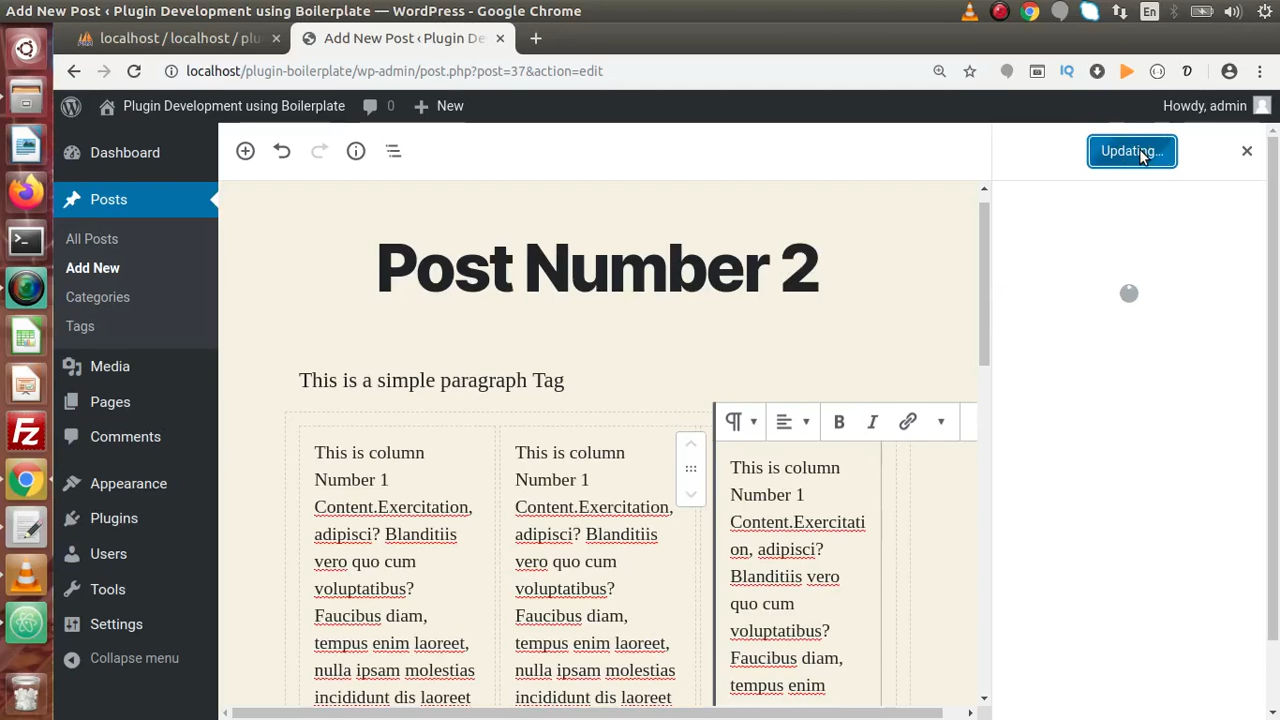 Add New Post ‹ Plugin Development using Boilerplate — WordPress - Google Chrome
En
localhost / localhost / plu
Add New Post ‹ Plugin De
localhost/plugin-boilerplate/wp-admin/post.php?post=37&action=edit
IQ
Plugin Development using Boilerplate
0
New
Howdy, admin
Dashboard
Posts
All Posts
Add New
Categories
Tags
Media
Pages
Comments
Appearance
Plugins
Users
Tools
Settings
Collapse menu
Updating...
Post Number 2
This is a simple paragraph Tag
B
I
This is column
Number 1
Content.Exercitation,
adipisci? Blanditiis
vero quo cum
voluptatibus?
Faucibus diam,
tempus enim laoreet,
nulla ipsam molestias
incididunt dis laoreet
This is column
Number 1
Content.Exercitation,
adipisci? Blanditiis
vero quo cum
voluptatibus?
Faucibus diam,
tempus enim laoreet,
nulla ipsam molestias
incididunt dis laoreet
This is column
Number 1
Content.Exercitati
on, adipisci?
Blanditiis vero
quo cum
voluptatibus?
Faucibus diam,
tempus enim